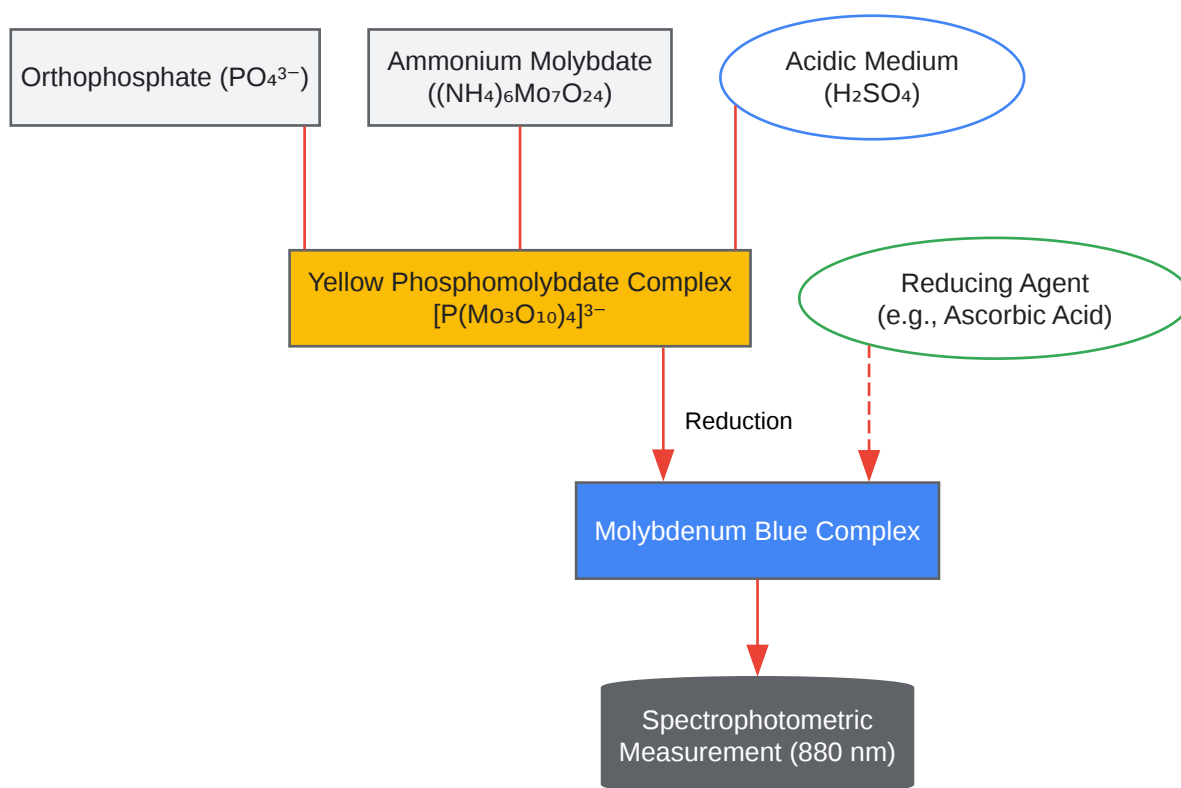 Orthophosphate (PO₄³⁻)
Ammonium Molybdate
((NH₄)₆Mo₇O₂₄)
Acidic Medium
(H₂SO₄)
Yellow Phosphomolybdate Complex
[P(Mo₃O₁₀)₄]³⁻
Reducing Agent
(e.g., Ascorbic Acid)
Reduction
Molybdenum Blue Complex
Spectrophotometric
Measurement (880 nm)